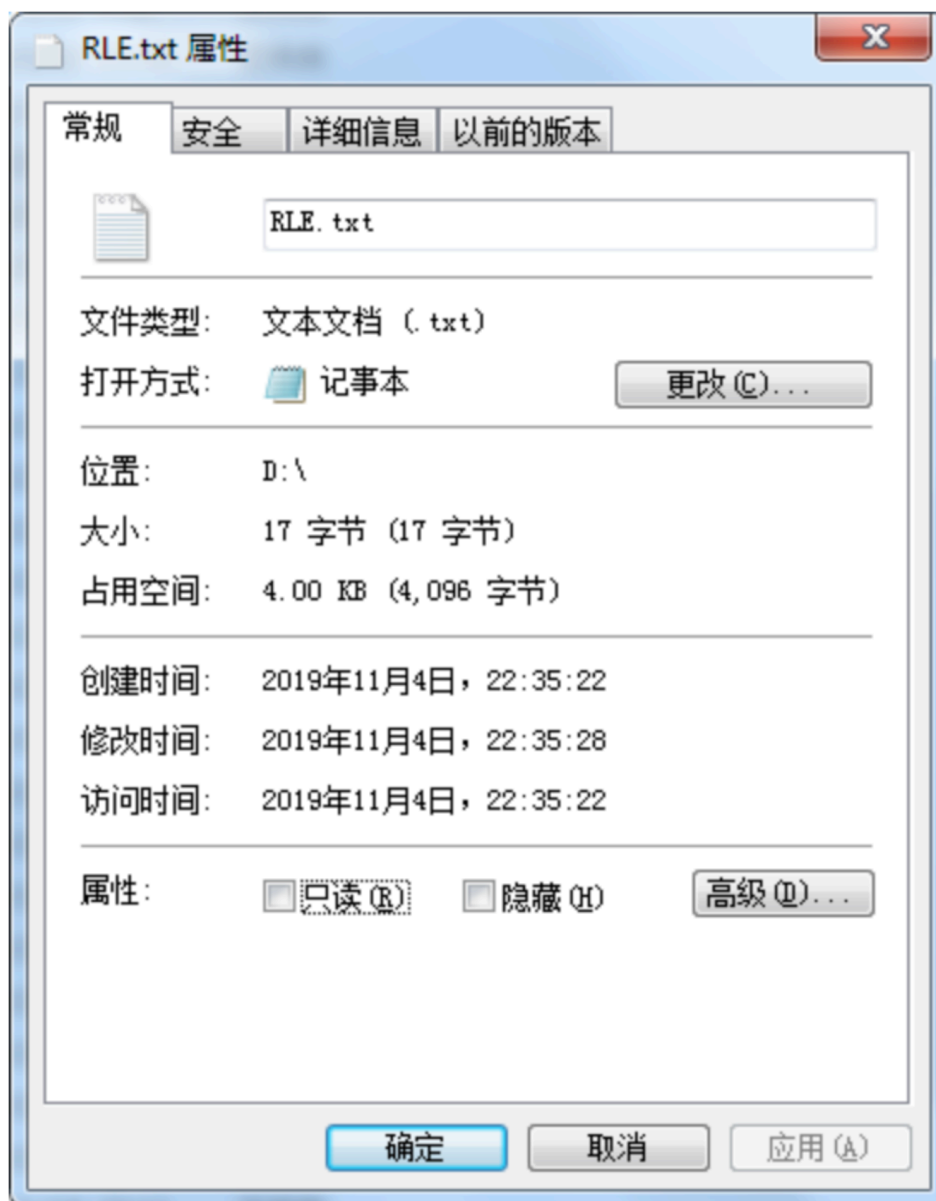 RLE.txt 属性
常规 安全 详细信息 以前的版本
RLE.txt
文件类型: 文本文档 (.txt)
打开方式: 记事本 更改(C)...
位置: D:\
大小: 17 字节 (17 字节)
占用空间: 4.00 KB (4,096 字节)
创建时间: 2019年11月4日，22:35:22
修改时间: 2019年11月4日，22:35:28
访问时间: 2019年11月4日，22:35:22
属性: 只读(R) 隐藏(H) 高级(D)...
确定 取消 应用(A)